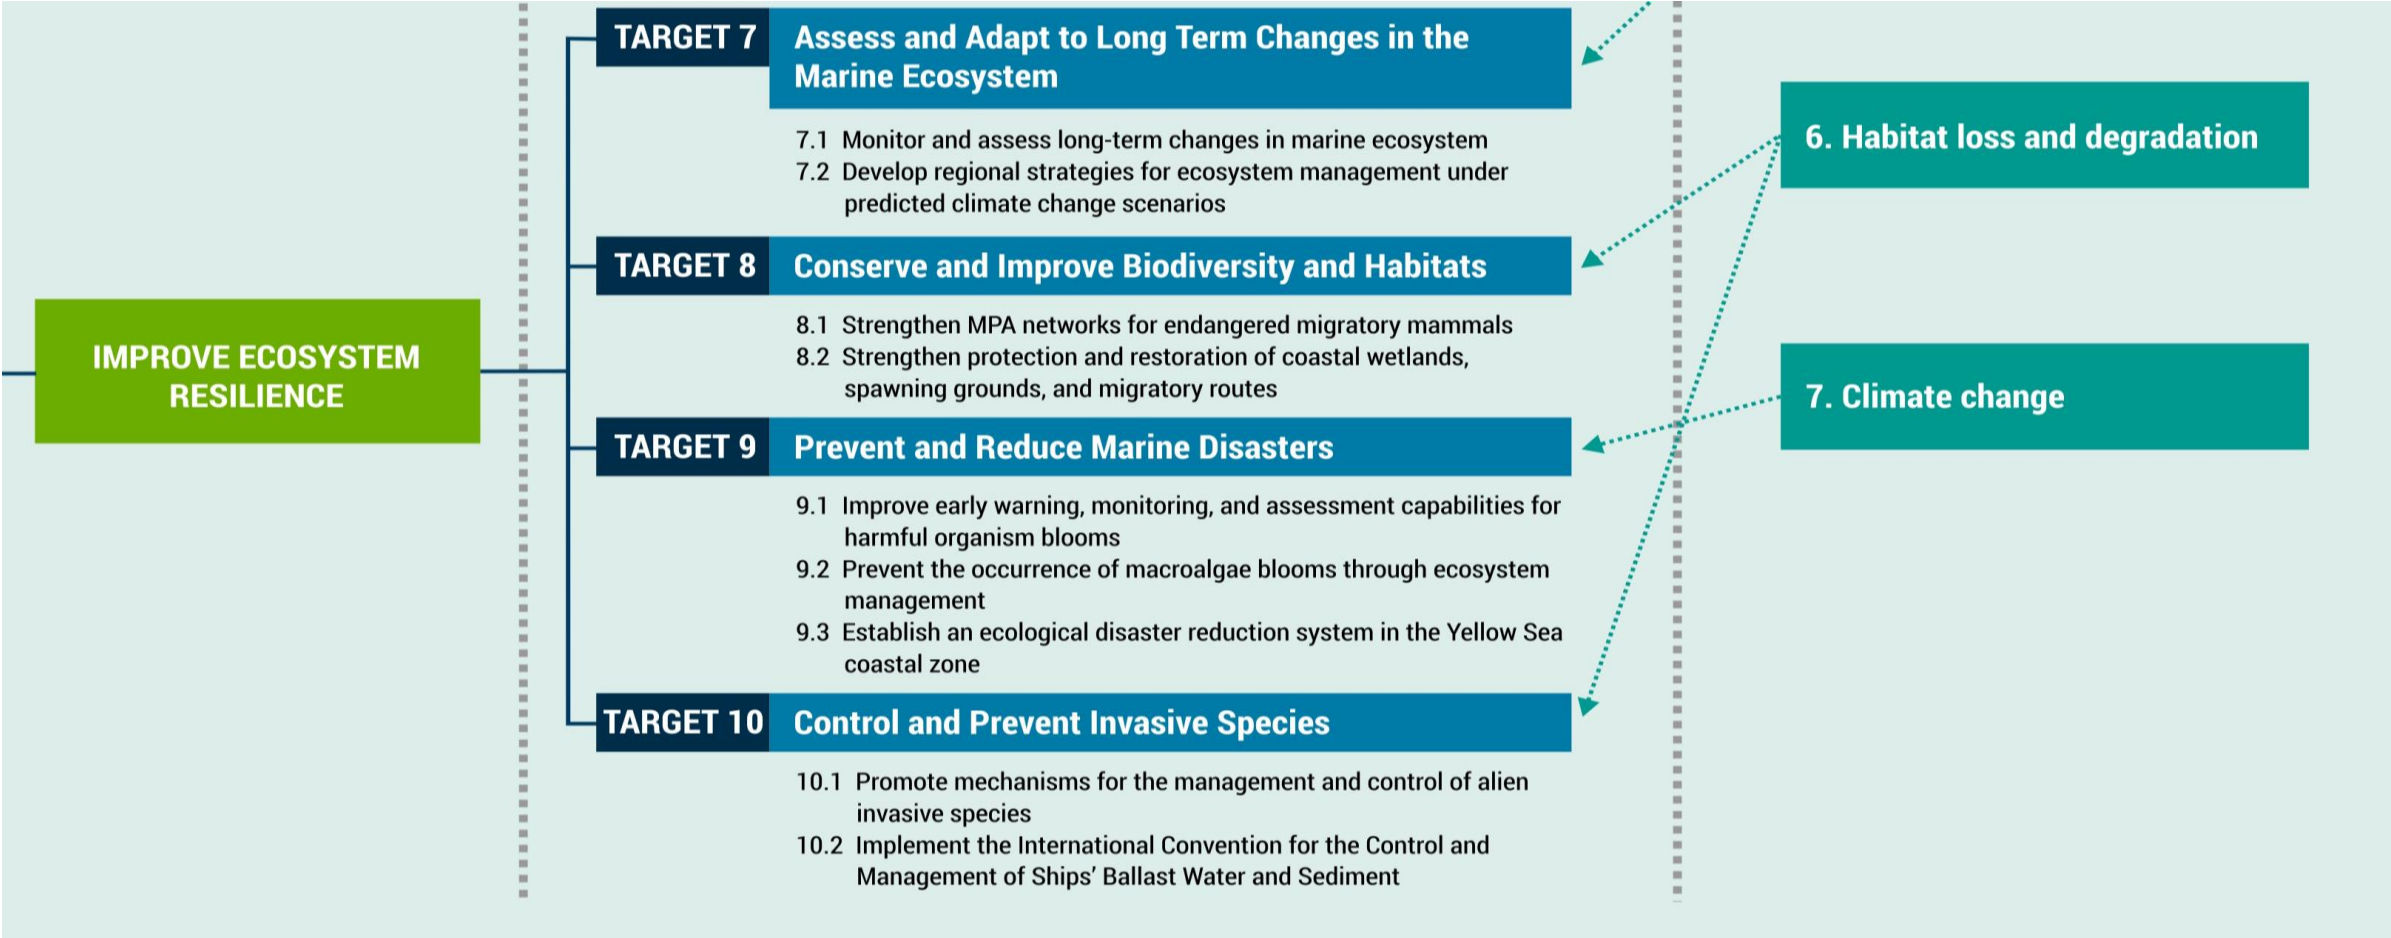 TARGET 7
Assess and Adapt to Long Term Changes in the
Marine Ecosystem
7.1 Monitor and assess long-term changes in marine ecosystem
7.2 Develop regional strategies for ecosystem management under
predicted climate change scenarios
TARGET 8
Conserve and Improve Biodiversity and Habitats
8.1 Strengthen MPA networks for endangered migratory mammals
8.2 Strengthen protection and restoration of coastal wetlands,
spawning grounds, and migratory routes
IMPROVE ECOSYSTEM
RESILIENCE
TARGET 9
Prevent and Reduce Marine Disasters
9.1 Improve early warning, monitoring, and assessment capabilities for
harmful organism blooms
9.2 Prevent the occurrence of macroalgae blooms through ecosystem
management
9.3 Establish an ecological disaster reduction system in the Yellow Sea
coastal zone
TARGET 10
Control and Prevent Invasive Species
10.1 Promote mechanisms for the management and control of alien
invasive species
10.2 Implement the International Convention for the Control and
Management of Ships’ Ballast Water and Sediment
6. Habitat loss and degradation
7. Climate change